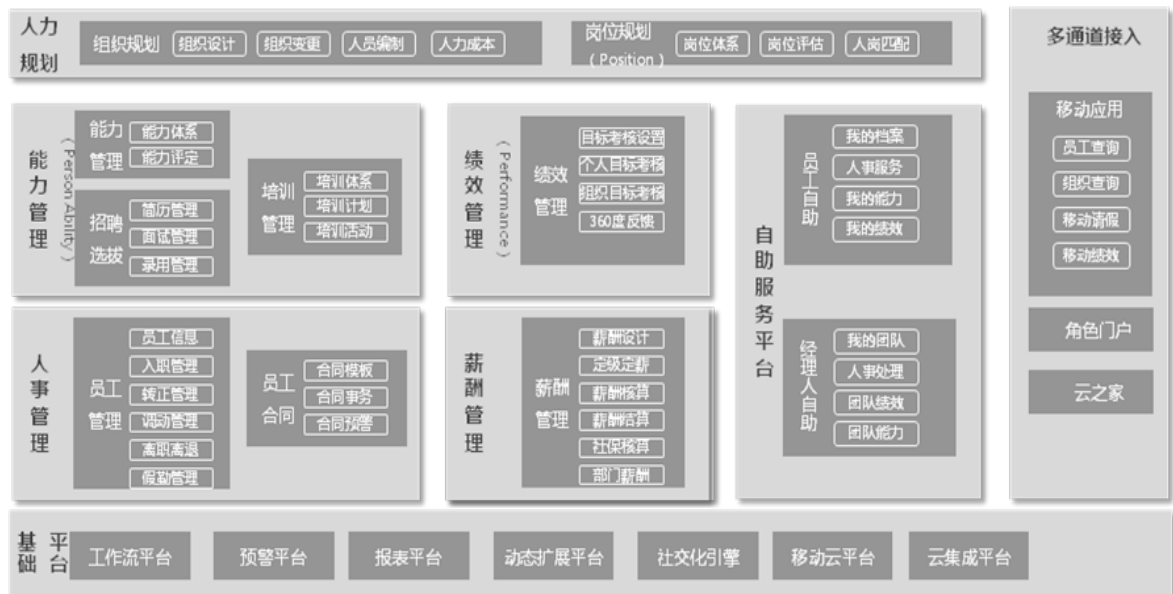 人力
规划
组织规划
组织设计
组织变更
人员编制
人力成本
岗位规划
(Position)
岗位体系
岗位评估
人岗匹配
能力管理
(Person Ability)
能力
管理
能力体系
能力评定
招聘
选拔
简历管理
面试管理
录用管理
培训
管理
培训体系
培训计划
培训活动
绩效管理
(Performance)
绩效
管理
目标考核设置
个人目标考核
组织目标考核
360度反馈
人事管理
员工
管理
员工信息
入职管理
转正管理
调动管理
离职离退
假勤管理
员工
合同
合同模板
合同事务
合同预警
薪酬管理
薪酬
管理
薪酬设计
定级定薪
薪酬核算
薪酬结算
社保核算
部门薪酬
自助服务平台
员工自助
我的档案
人事服务
我的能力
我的绩效
经理人自助
我的团队
人事处理
团队绩效
团队能力
多通道接入
移动应用
员工查询
组织查询
移动请假
移动绩效
角色门户
云之家
基础
平台
工作流平台
预警平台
报表平台
动态扩展平台
社交化引擎
移动云平台
云集成平台